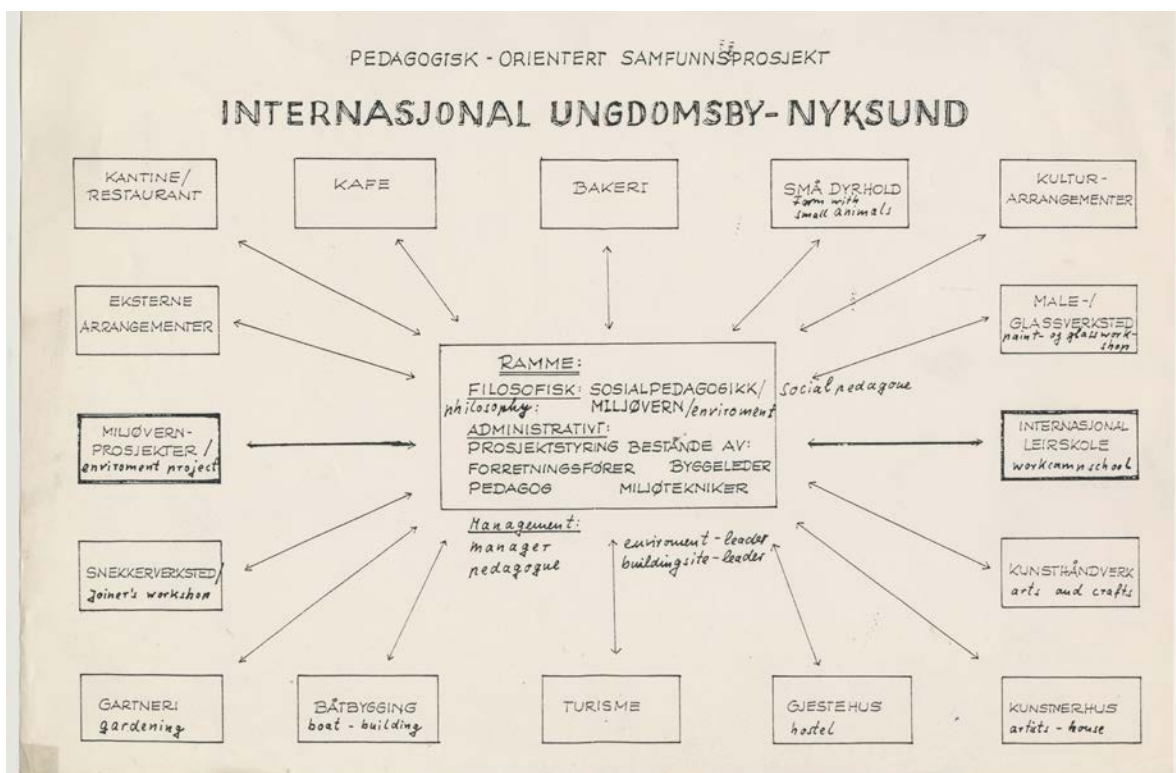 PEDAGOGISK - ORIENTERT SAMFUNNSPROSJEKT
INTERNASJONAL UNGDOMSBY-NYKSUND
KANTINE/
RESTAURANT
KAFE
BAKERI
SMÅ DYRHOLD
Farm with
small animals
KULTUR-
ARRANGEMENTER
EKSTERNE
ARRANGEMENTER
MALE-/
GLASSVERKSTED
paint- og glasswork-
shop
RAMME:
FILOSOFISK: SOSIALPEDAGOGIKK/ social pedagogue
philosophy: MILJØVERN/enviroment
ADMINISTRATIVT:
PROSJEKTSTYRING BESTÅENDE AV:
FORRETNINGSFØRER BYGGELEDER
PEDAGOG MILJØTEKNIKER
MILJØVERN-
PROSJEKTER/
enviroment project
INTERNASJONAL
LEIRSKOLE
workcampschool
Management:
manager
pedagogue
enviroment-leader
buildingsite-leader
SNEKKERVERKSTED/
Joiner's workshop
KUNSTHÅNDVERK
arts and crafts
GARTNERI
gardening
BÅTBYGGING
boat - building
TURISME
GJESTEHUS
hostel
KUNSTNERHUS
artists - house